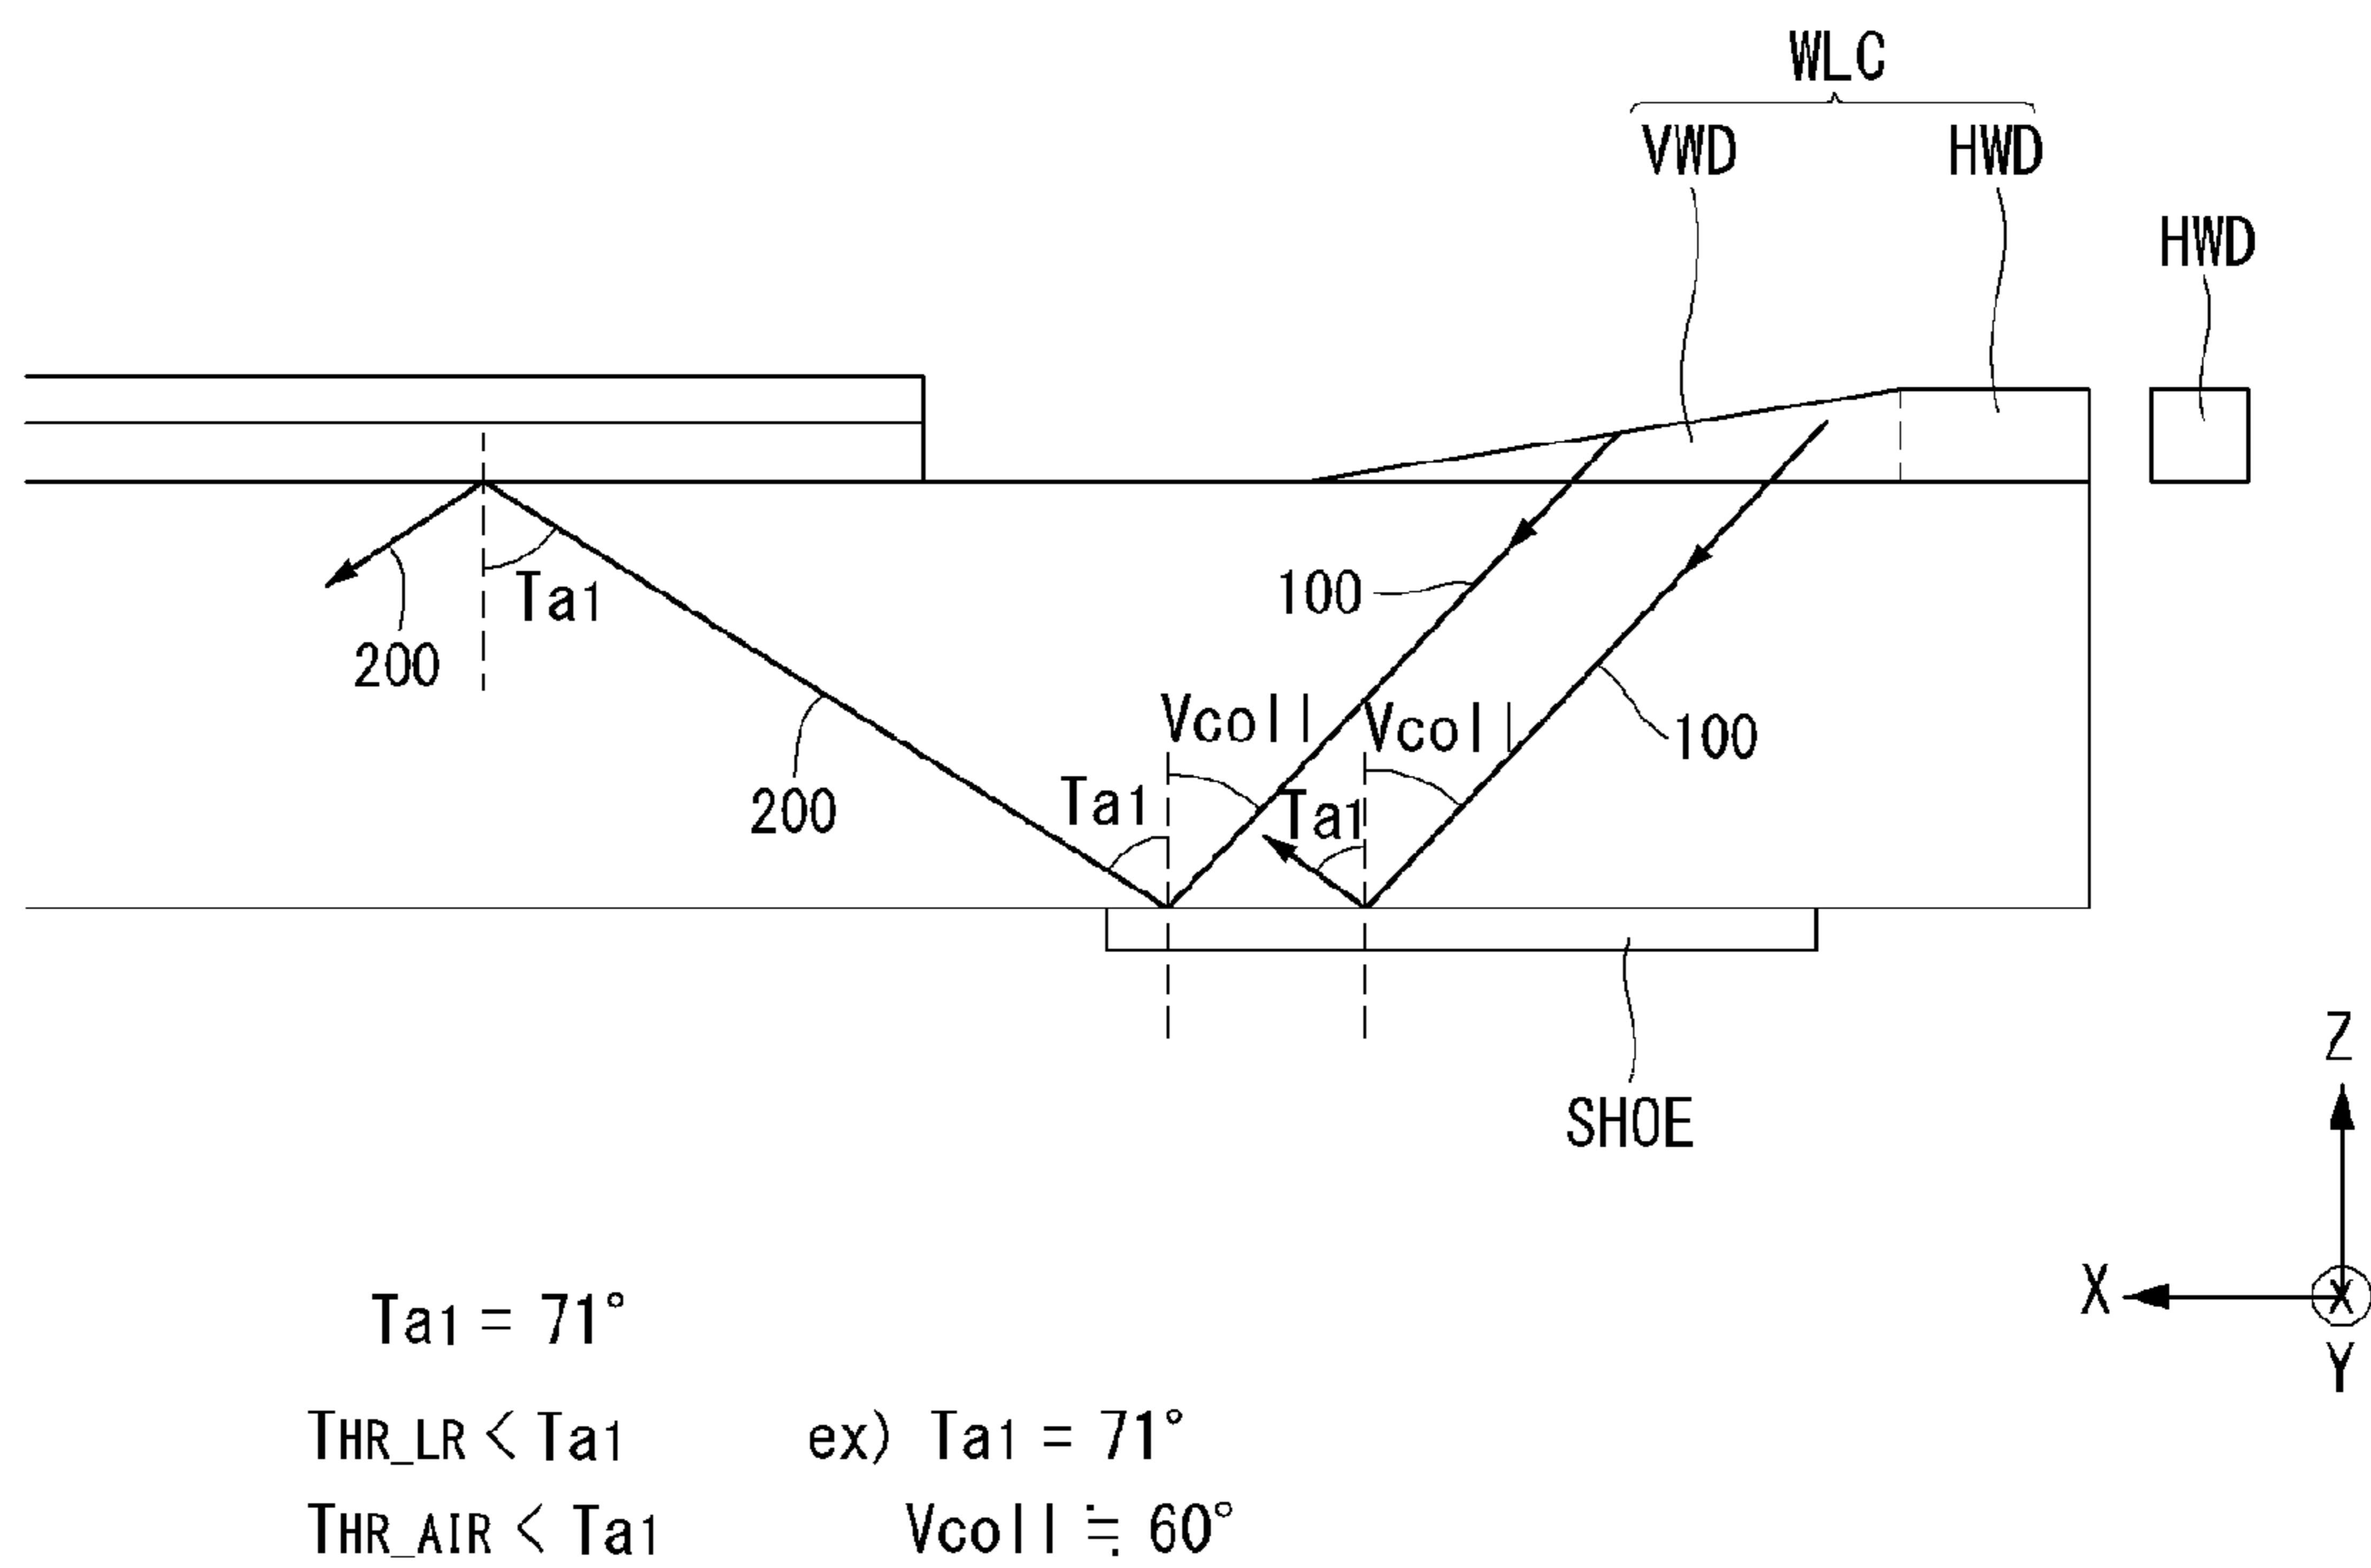 WLC
VWD HWD
HWD
Ta1
100
200
Vcoll Vcoll
100
Ta1 Ta1
200
SHOE
Z
X
Y
Ta1 = 71°
THR_LR < Ta1 ex) Ta1 = 71°
THR_AIR < Ta1 Vcoll ≒ 60°